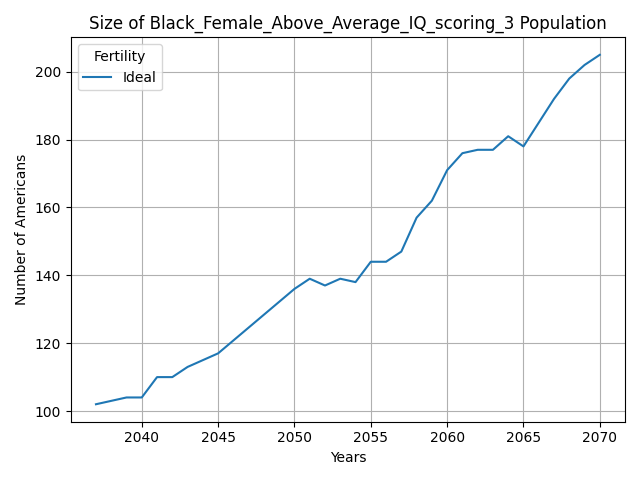 Size of Black_Female_Above_Average_IQ_scoring_3 Population
Fertility
Ideal
Number of Americans
200
180
160
140
120
100
2040 2045 2050 2055 2060 2065 2070
Years